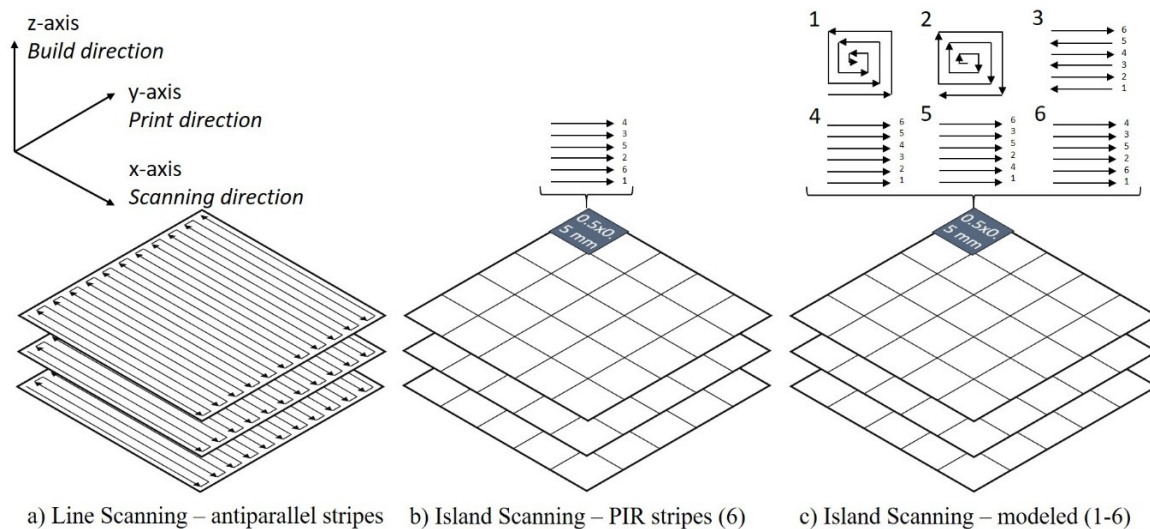 z-axis
Build direction
y-axis
Print direction
x-axis
Scanning direction
a) Line Scanning – antiparallel stripes
4
3
5
2
6
1
0.5x0.
5 mm
b) Island Scanning – PIR stripes (6)
1
2
3
6
5
4
3
2
1
4
6
5
4
3
2
1
5
6
3
5
2
4
1
6
4
3
5
2
6
1
0.5x0.
5 mm
c) Island Scanning – modeled (1-6)